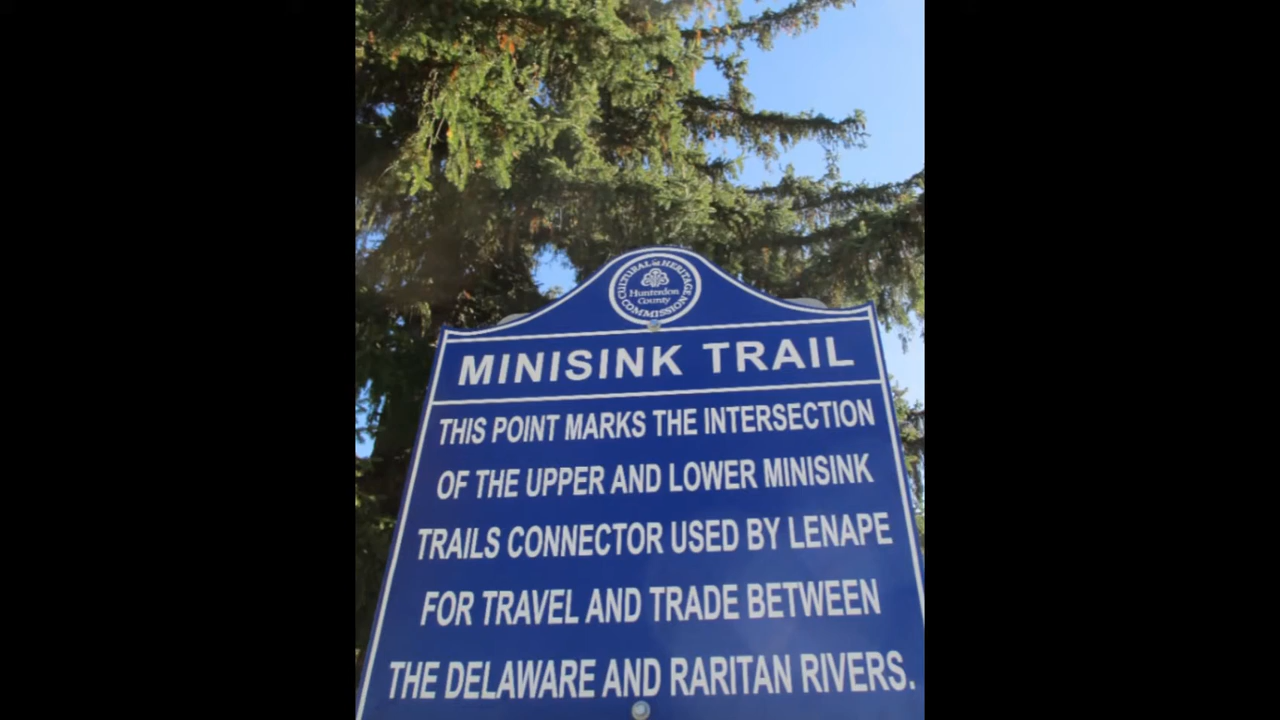 CULTURAL & HERITAGE
Hunterdon
County
COMMISSION
MINISINK TRAIL
THIS POINT MARKS THE INTERSECTION
OF THE UPPER AND LOWER MINISINK
TRAILS CONNECTOR USED BY LENAPE
FOR TRAVEL AND TRADE BETWEEN
THE DELAWARE AND RARITAN RIVERS.